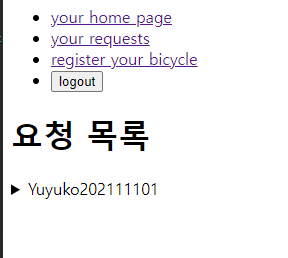 your home page
your requests
register your bicycle
logout
요청 목록
Yuyuko202111101